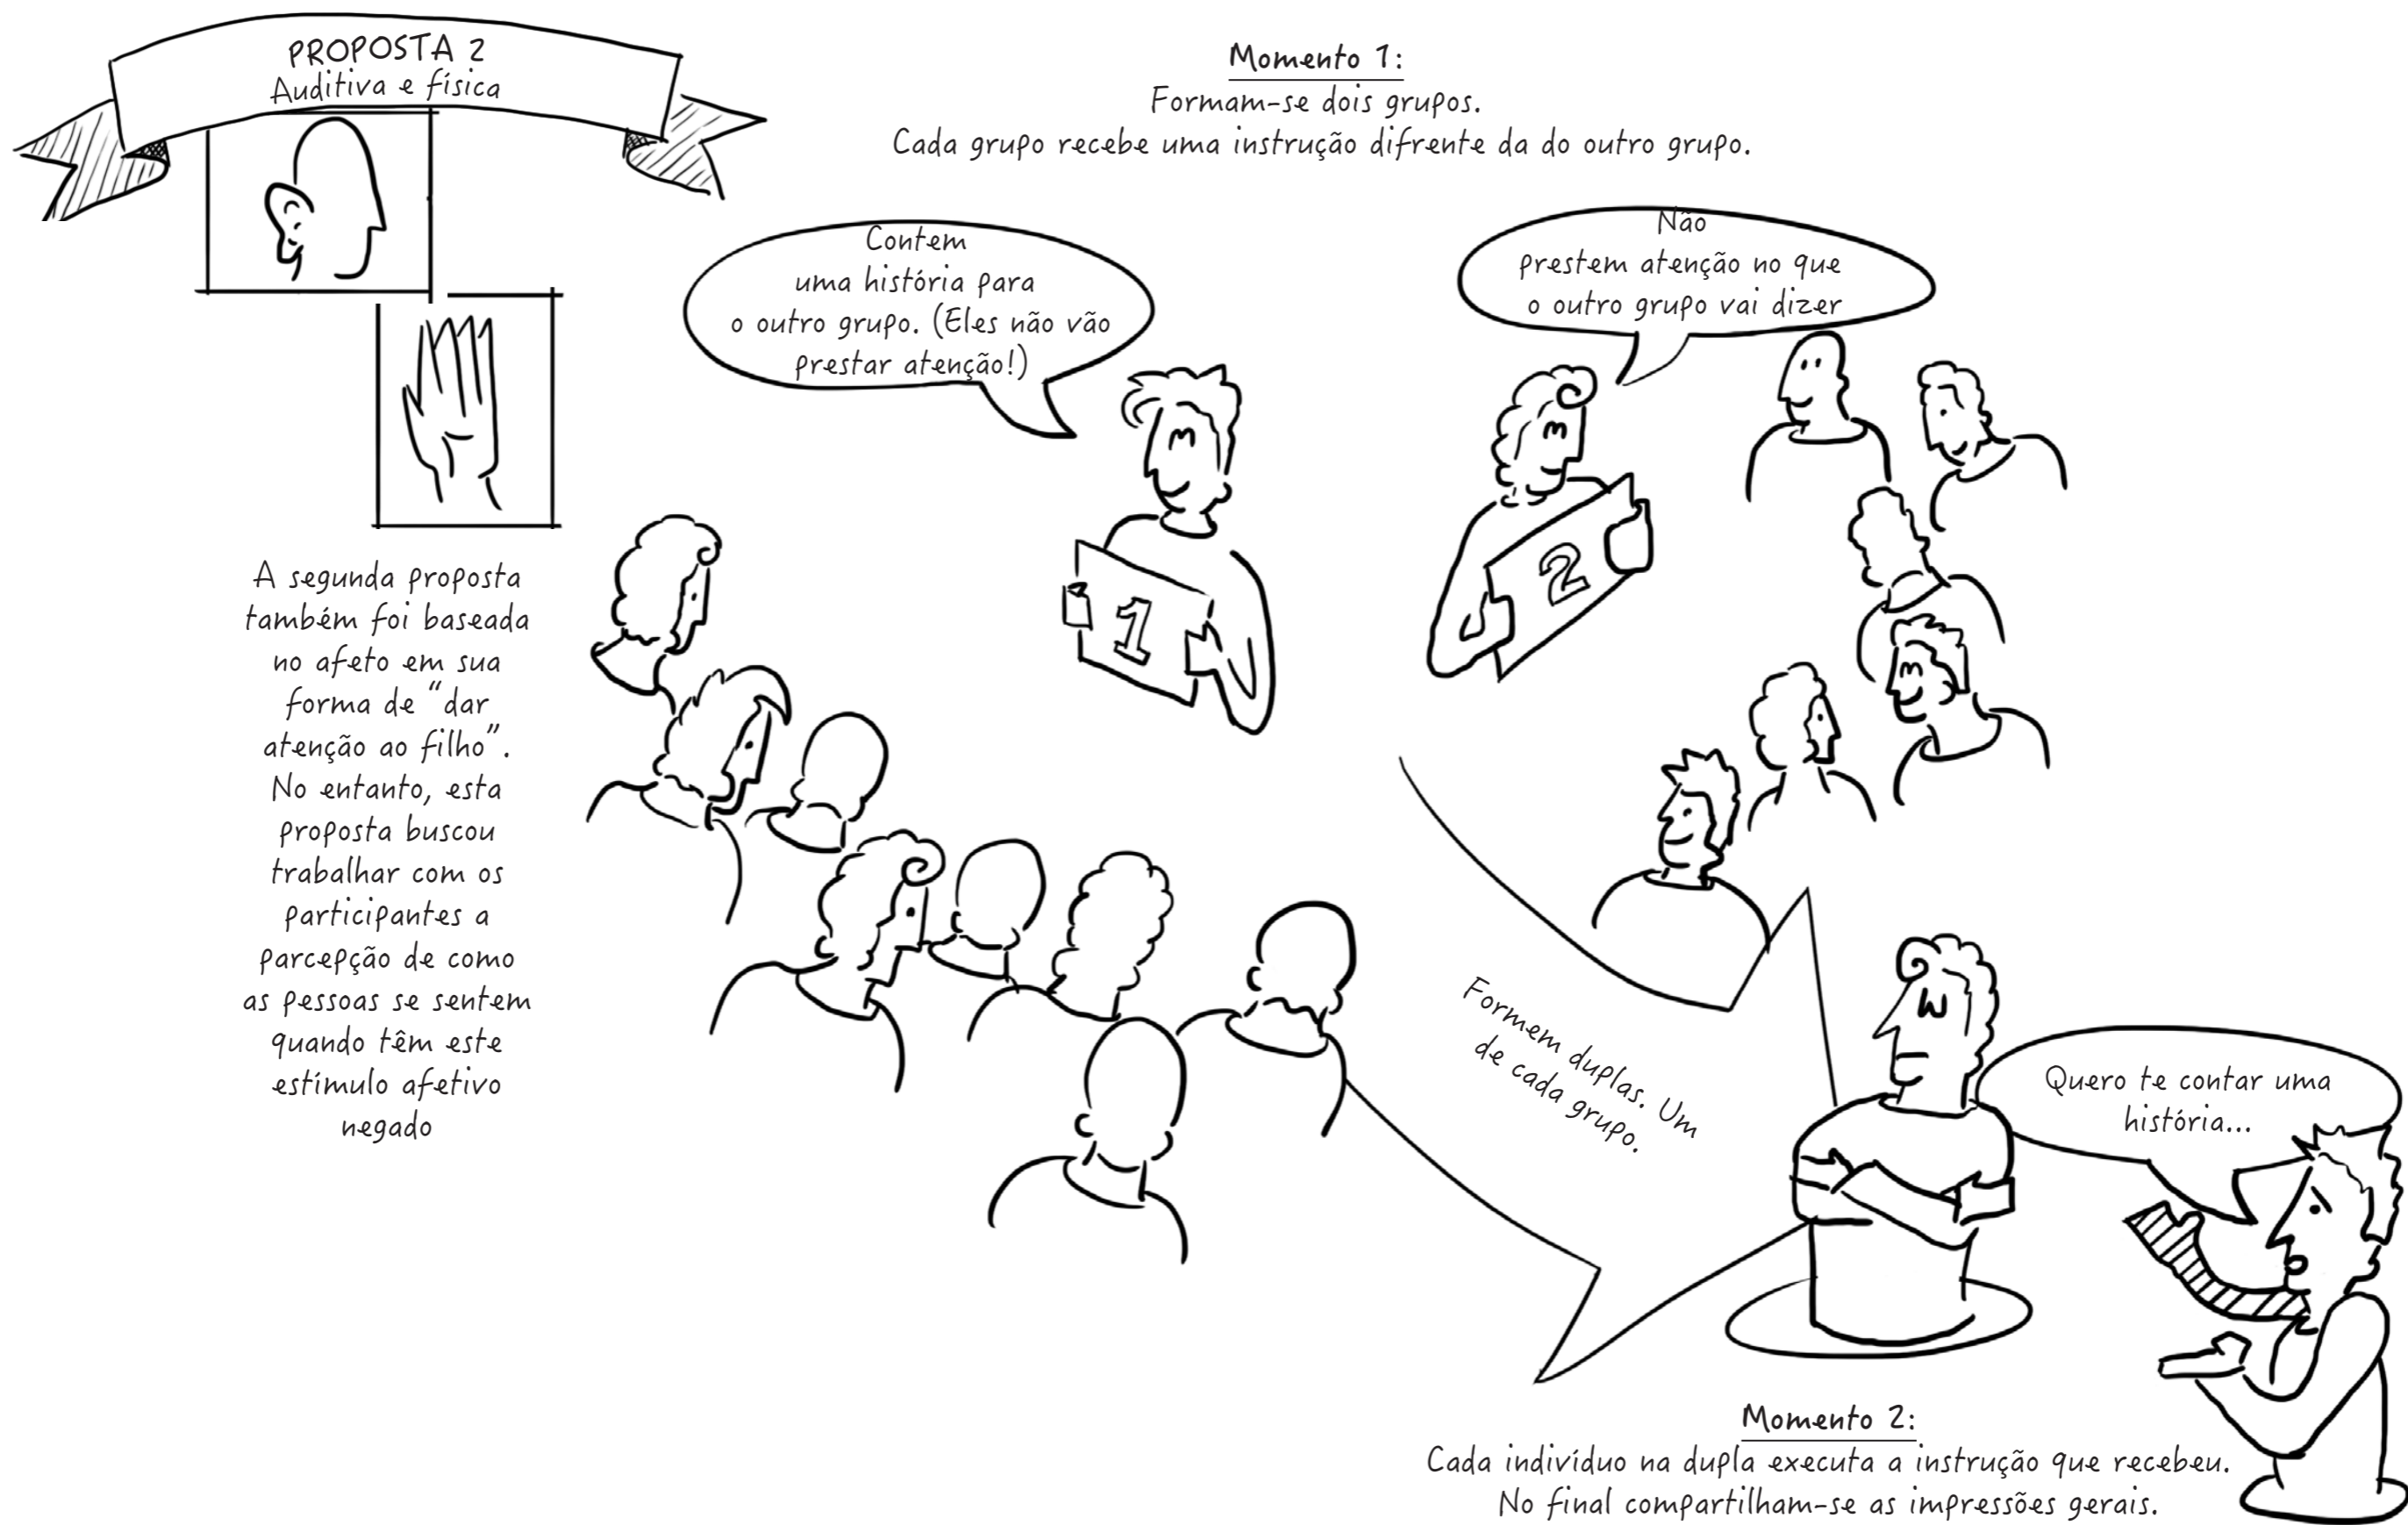 PROPOSTA 2
Auditiva e física
A segunda proposta
também foi baseada
no afeto em sua
forma de “dar
atenção ao filho”.
No entanto, esta
proposta buscou
trabalhar com os
participantes a
parcepção de como
as pessoas se sentem
quando têm este
estímulo afetivo
negado
Momento 1:
Formam-se dois grupos.
Cada grupo recebe uma instrução difrente da do outro grupo.
Contem
uma história para
o outro grupo. (Eles não vão
prestar atenção!)
1
Não
prestem atenção no que
o outro grupo vai dizer
2
Formem duplas. Um
de cada grupo.
Quero te contar uma
história...
Momento 2:
Cada indivíduo na dupla executa a instrução que recebeu.
No final compartilham-se as impressões gerais.